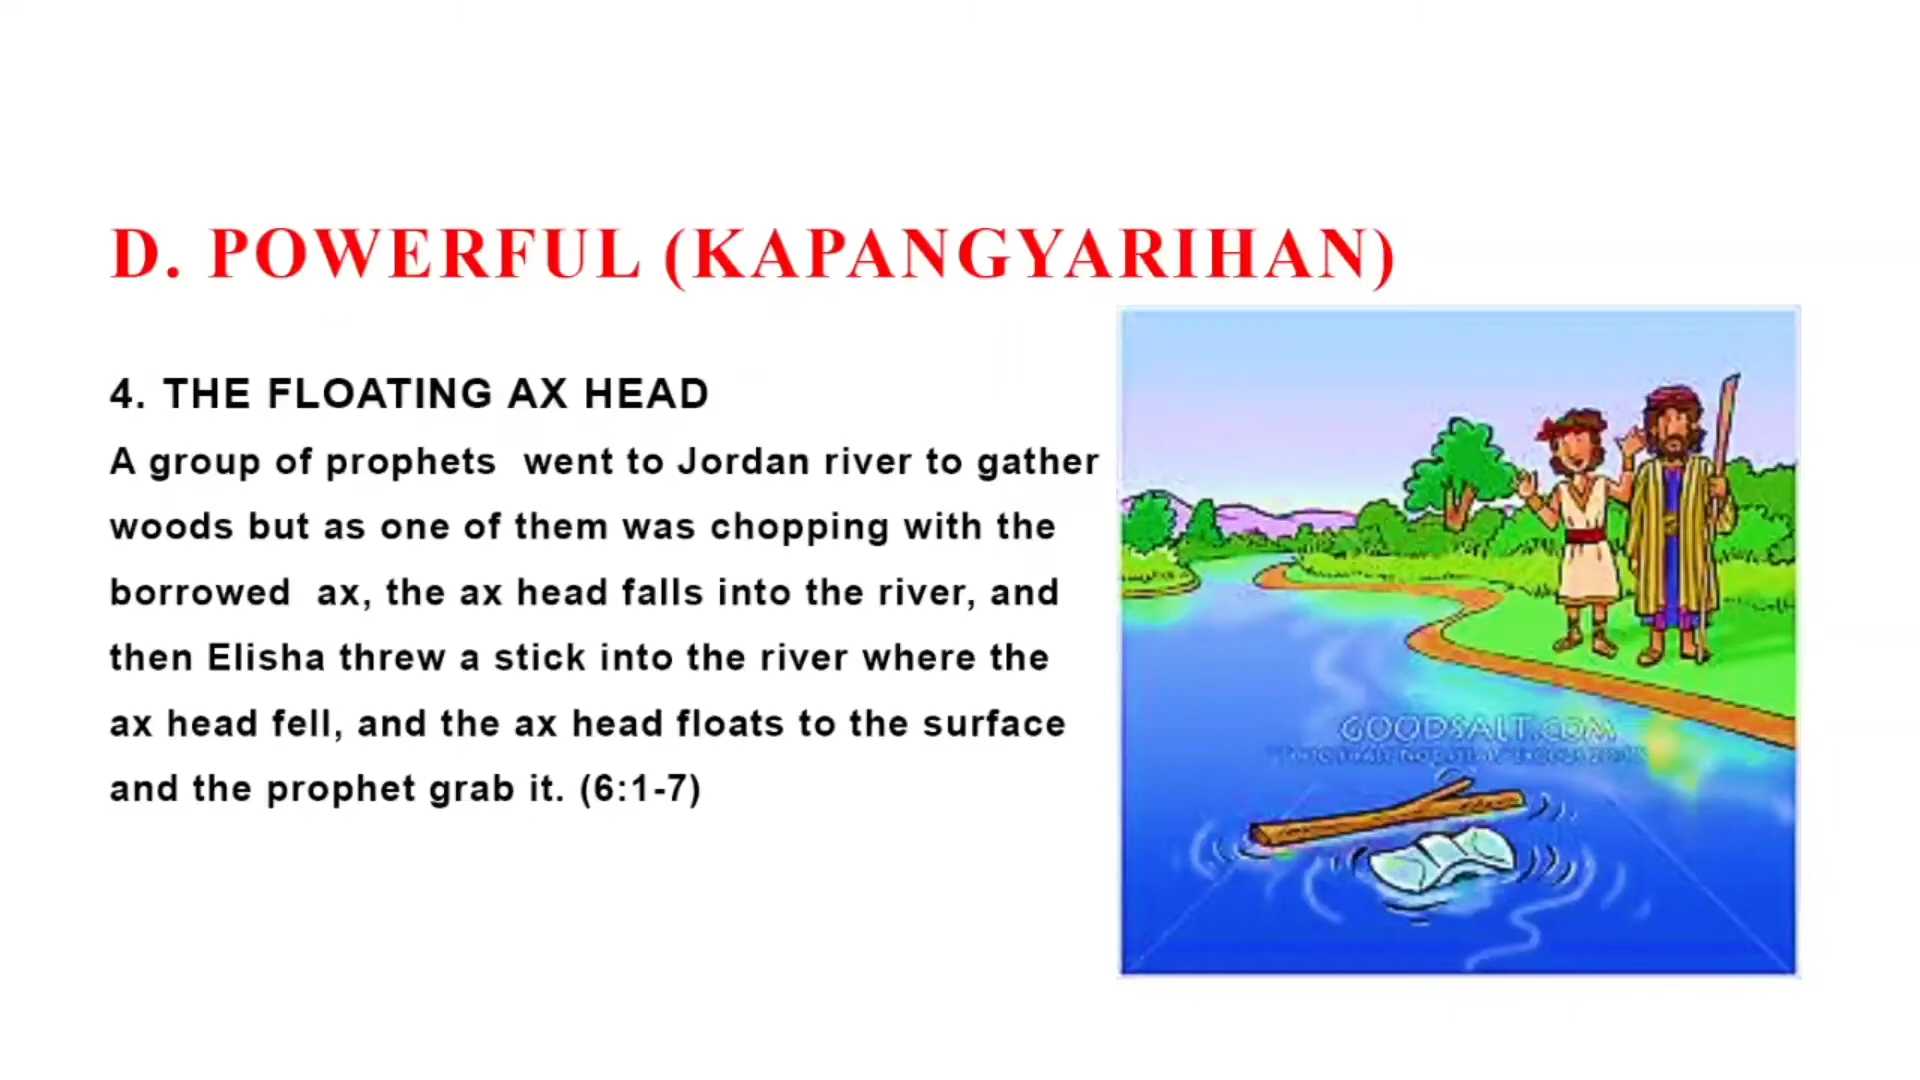 D. POWERFUL (KAPANGYARIHAN)
4. THE FLOATING AX HEAD
A group of prophets  went to Jordan river to gather
woods but as one of them was chopping with the
borrowed  ax, the ax head falls into the river, and
then Elisha threw a stick into the river where the
ax head fell, and the ax head floats to the surface
and the prophet grab it. (6:1-7)
GOODSALT.COM